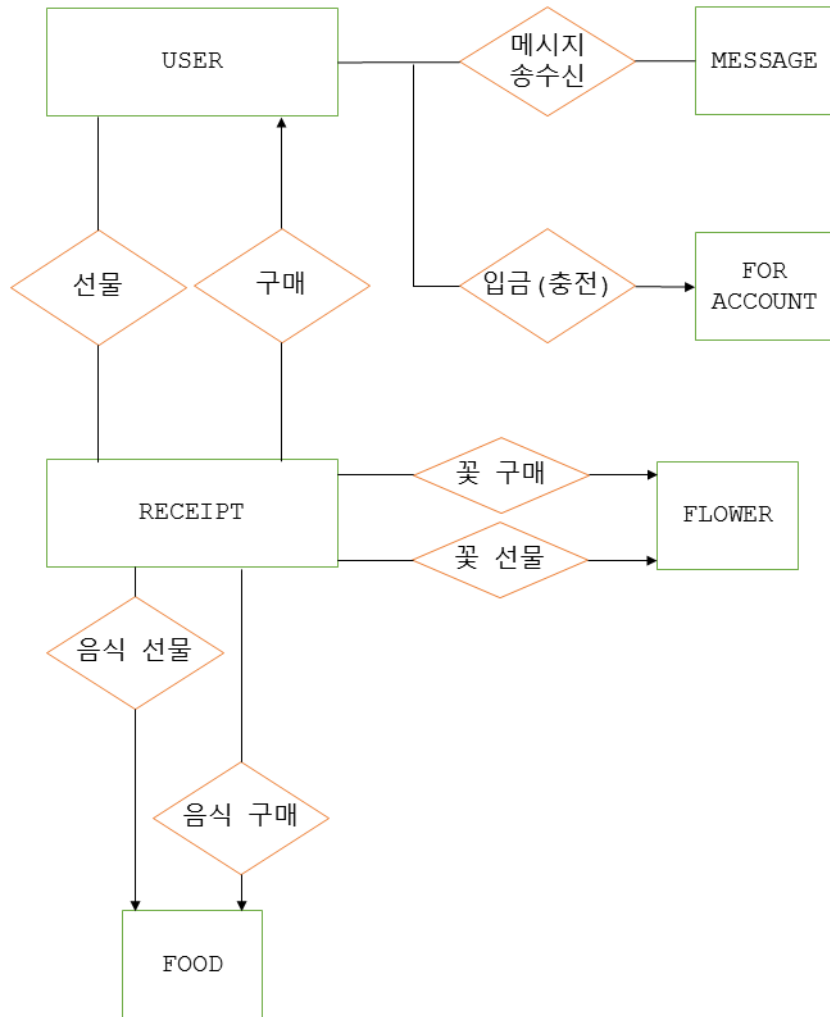 USER
메시지
송수신
MESSAGE
선물
구매
입금(충전)
FOR
ACCOUNT
RECEIPT
꽃 구매
꽃 선물
FLOWER
음식 선물
음식 구매
FOOD